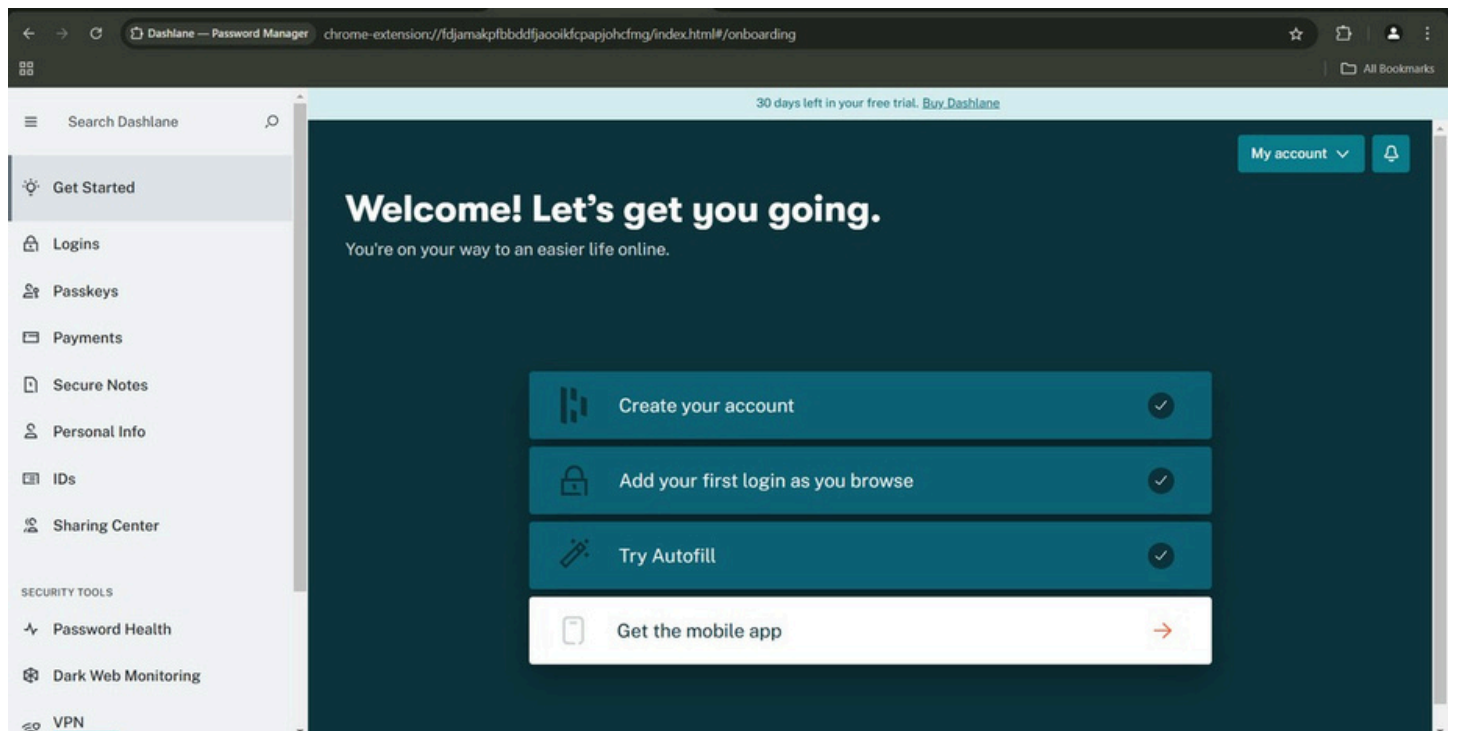 Dashlane — Password Manager
chrome-extension://fdjamakpfbbddfjaooikfcpapjohcfmg/index.html#/onboarding
All Bookmarks
Search Dashlane
Get Started
Logins
Passkeys
Payments
Secure Notes
Personal Info
IDs
Sharing Center
SECURITY TOOLS
Password Health
Dark Web Monitoring
VPN
30 days left in your free trial. Buy Dashlane
My account
Welcome! Let's get you going.
You're on your way to an easier life online.
Create your account
Add your first login as you browse
Try Autofill
Get the mobile app